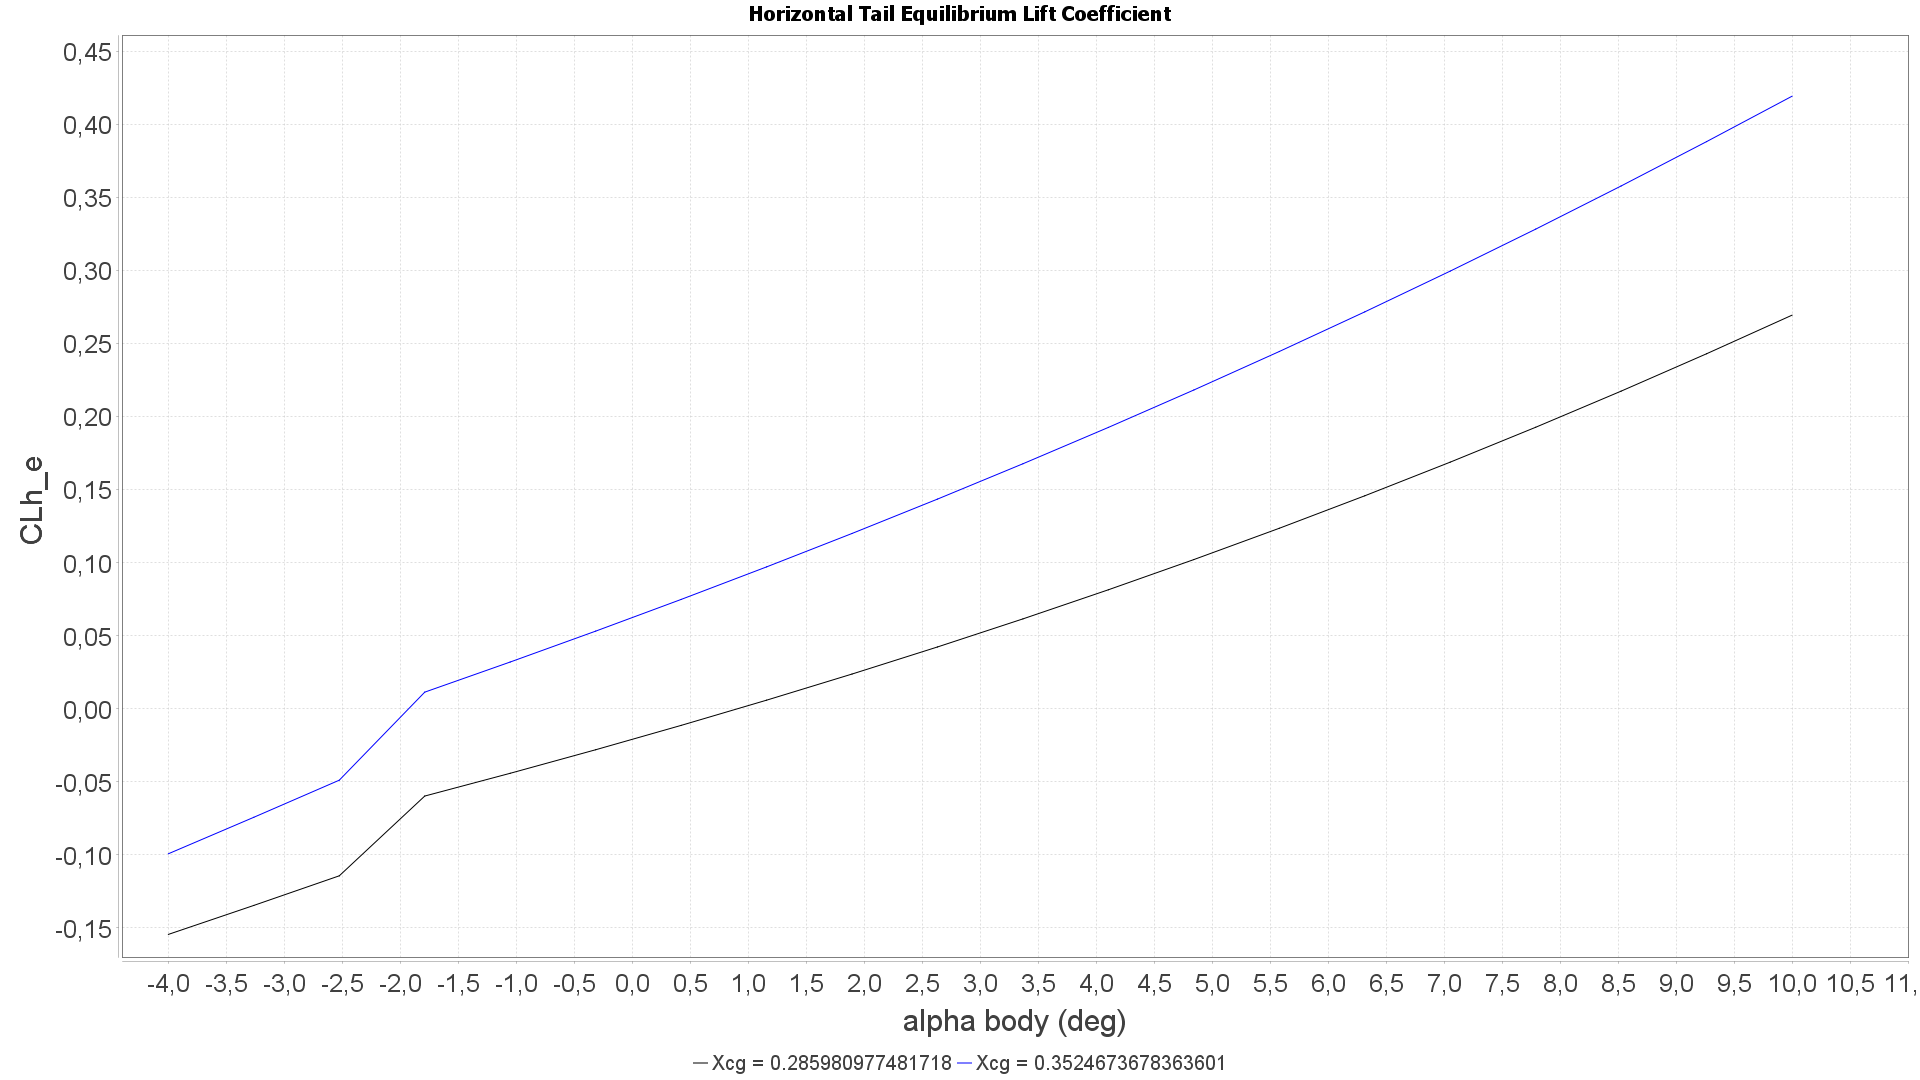 Horizontal Tail Equilibrium Lift Coefficient
0,45
0,40
0,35
0,30
0,25
0,20
0,15
0,10
0,05
0,00
-0,05
-0,10
-0,15
CLh_e
-4,0 -3,5 -3,0 -2,5 -2,0 -1,5 -1,0 -0,5 0,0 0,5 1,0 1,5 2,0 2,5 3,0 3,5 4,0 4,5 5,0 5,5 6,0 6,5 7,0 7,5 8,0 8,5 9,0 9,5 10,0 10,5 11,
alpha body (deg)
Xcg = 0.285980977481718 Xcg = 0.3524673678363601